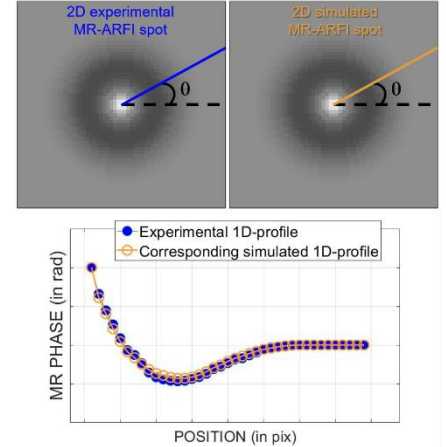 2D experimental
MR-ARFI spot
θ
2D simulated
MR-ARFI spot
θ
Experimental 1D-profile
Corresponding simulated 1D-profile
MR PHASE (in rad)
POSITION (in pix)